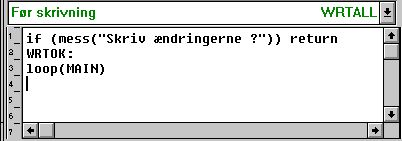 Før skrivning WRTALL
1 if (mess("Skriv ændringerne ?")) return
2 WRTOK:
3 loop(MAIN)
4
5
6
7